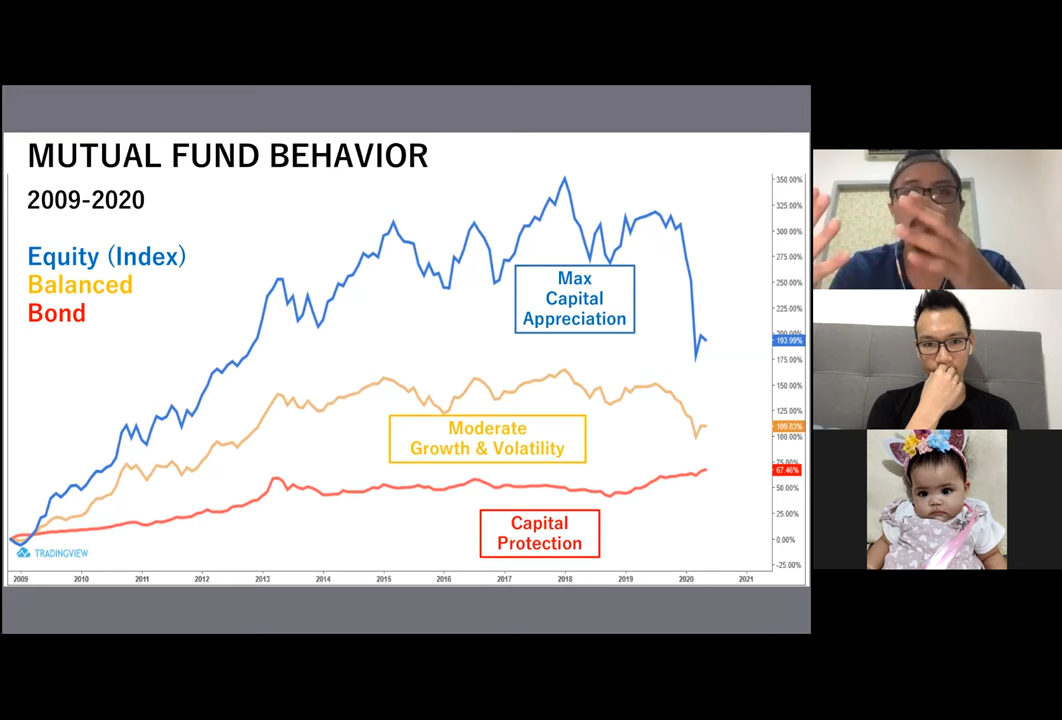 MUTUAL FUND BEHAVIOR
2009-2020
Equity (Index)
Balanced
Bond
Max
Capital
Appreciation
Moderate
Growth & Volatility
Capital
Protection
TRADINGVIEW
350.00%
325.00%
300.00%
275.00%
250.00%
225.00%
200.00%
193.99%
175.00%
150.00%
125.00%
109.83%
100.00%
75.00%
67.46%
50.00%
25.00%
0.00%
-25.00%
2009 2010 2011 2012 2013 2014 2015 2016 2017 2018 2019 2020 2021